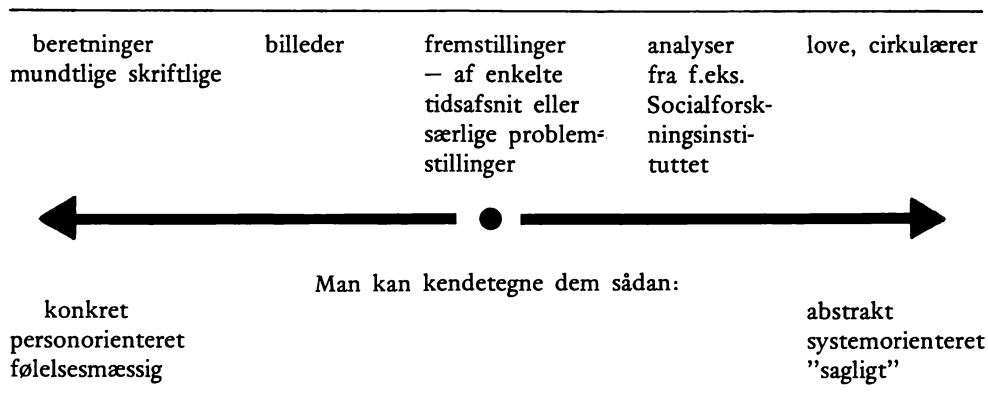 beretninger
mundtlige skriftlige
billeder
fremstillinger
– af enkelte
tidsafsnit eller
særlige problem-
stillinger
analyser
fra f.eks.
Socialforsk-
ningsinsti-
tuttet
love, cirkulærer
Man kan kendetegne dem sådan:
konkret
personorienteret
følelsesmæssig
abstrakt
systemorienteret
”sagligt”